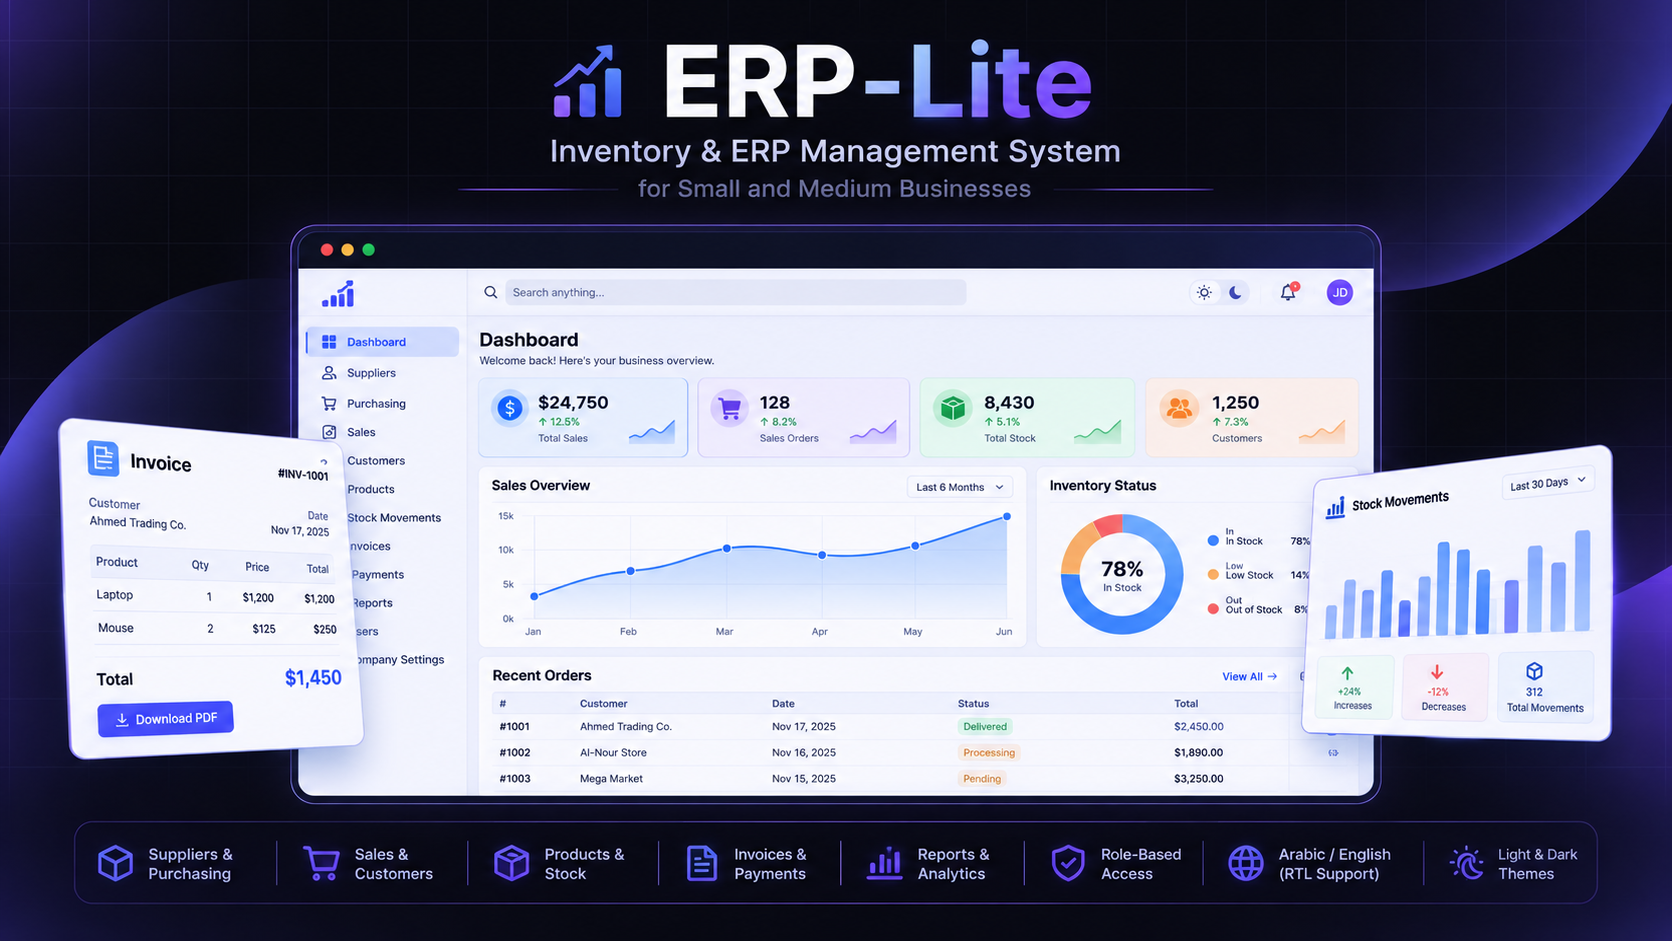 ERP-Lite
Inventory & ERP Management System
for Small and Medium Businesses
Search anything...
JD
Dashboard
Suppliers
Purchasing
Sales
Customers
Products
Stock Movements
nvoices
Payments
Reports
sers
ompany Settings
Dashboard
Welcome back! Here's your business overview.
$24,750
↑ 12.5%
Total Sales
128
↑ 8.2%
Sales Orders
8,430
↑ 5.1%
Total Stock
1,250
↑ 7.3%
Customers
Sales Overview
Last 6 Months
15k
10k
5k
0k
Jan Feb Mar Apr May Jun
Inventory Status
78%
In Stock
In
In Stock 78%
Low
Low Stock 14%
Out
Out of Stock 8%
Recent Orders
View All →
# Customer Date Status Total
#1001 Ahmed Trading Co. Nov 17, 2025 Delivered $2,450.00
#1002 Al-Nour Store Nov 16, 2025 Processing $1,890.00
#1003 Mega Market Nov 15, 2025 Pending $3,250.00
Invoice
#INV-1001
Customer
Ahmed Trading Co.
Date
Nov 17, 2025
Product Qty Price Total
Laptop 1 $1,200 $1,200
Mouse 2 $125 $250
Total $1,450
Download PDF
Stock Movements
Last 30 Days
+24%
Increases
-12%
Decreases
312
Total Movements
Suppliers &
Purchasing
Sales &
Customers
Products &
Stock
Invoices &
Payments
Reports &
Analytics
Role-Based
Access
Arabic / English
(RTL Support)
Light & Dark
Themes